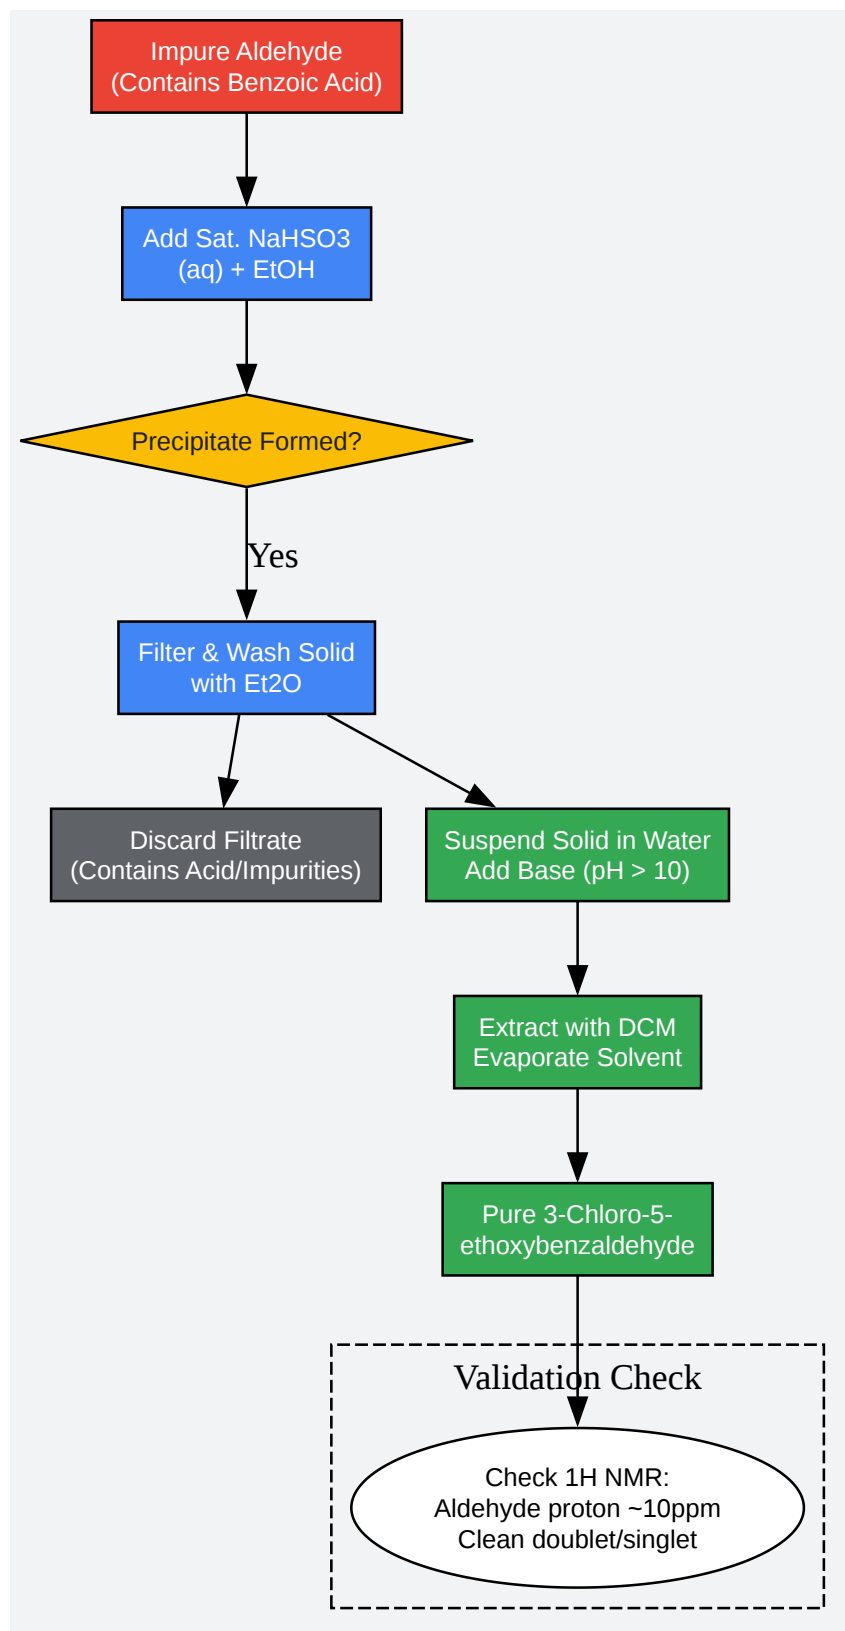 Impure Aldehyde
(Contains Benzoic Acid)
Add Sat. NaHSO3
(aq) + EtOH
Precipitate Formed?
Yes
Filter & Wash Solid
with Et2O
Discard Filtrate
(Contains Acid/Impurities)
Suspend Solid in Water
Add Base (pH > 10)
Extract with DCM
Evaporate Solvent
Pure 3-Chloro-5-
ethoxybenzaldehyde
Validation Check
Check 1H NMR:
Aldehyde proton ~10ppm
Clean doublet/singlet